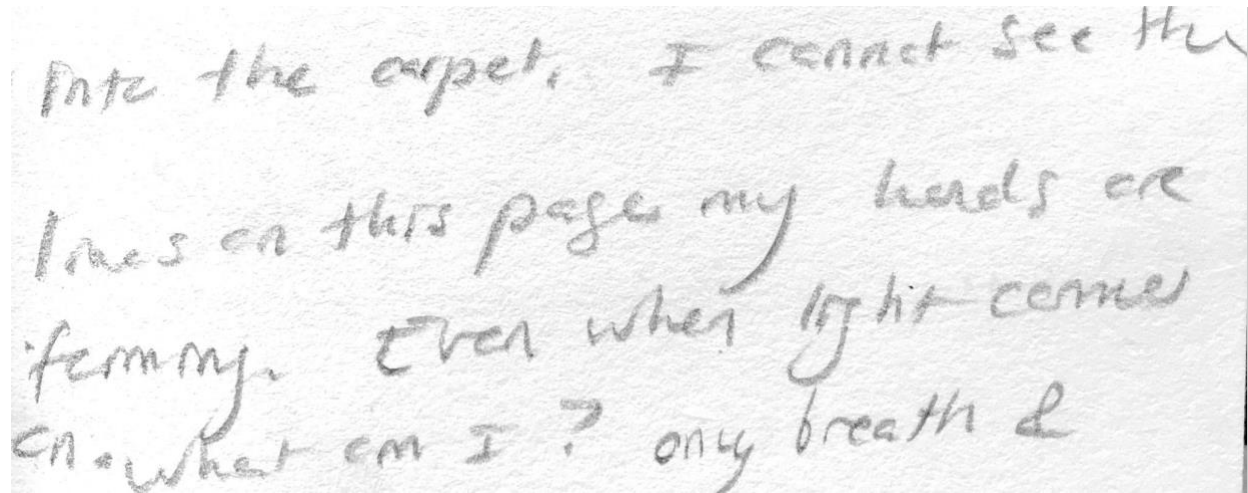 into the carpet. I cannot see the
lines on this page my hands are
forming. Even when light comes
on. what am I? only breath &